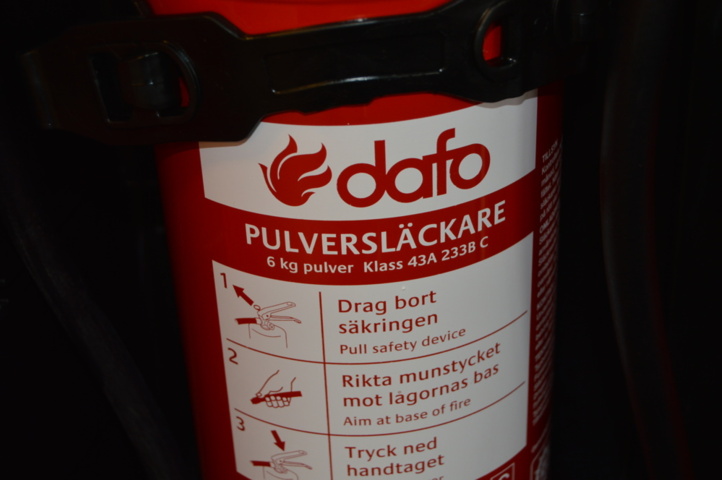 dafo
PULVERSLÄCKARE
6 kg pulver Klass 43A 233B C
1
Drag bort
säkringen
Pull safety device
2
Rikta munstycket
mot lågornas bas
Aim at base of fire
3
Tryck ned
handtaget